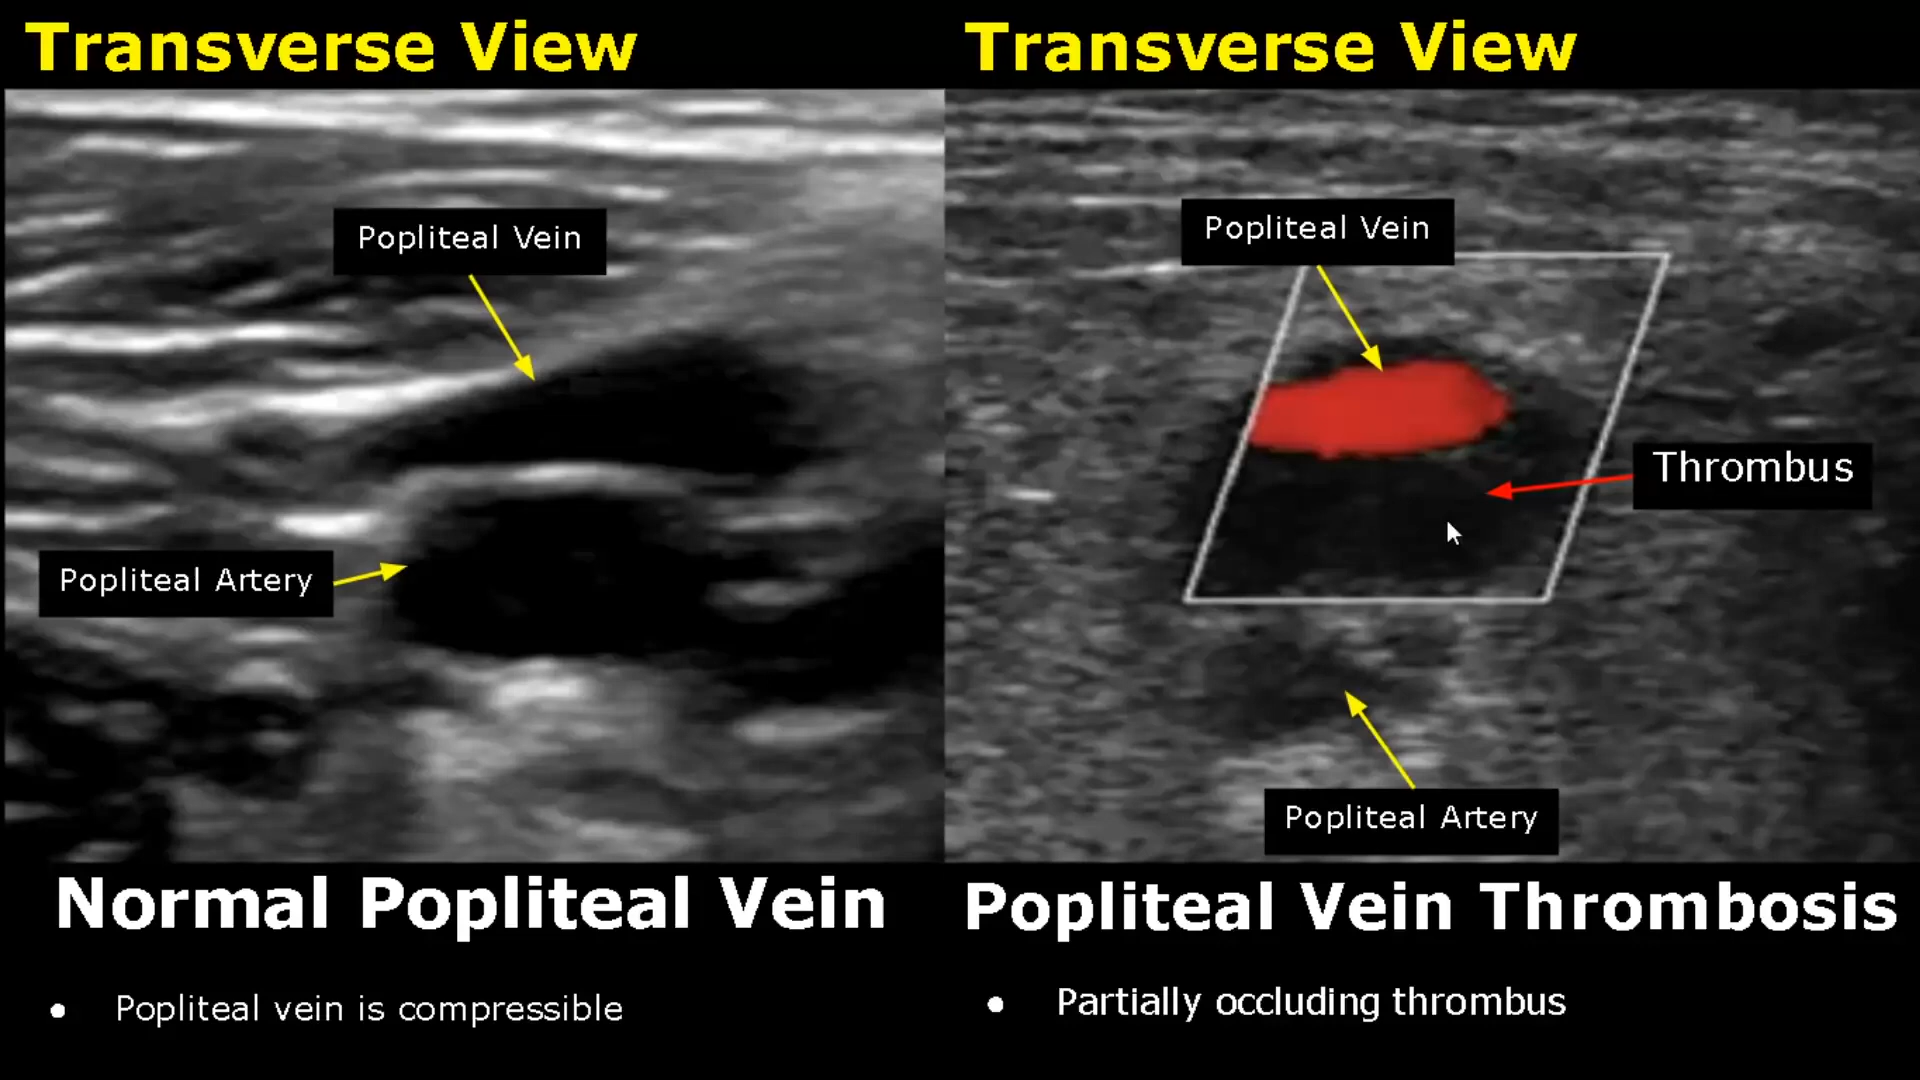 Transverse View
Popliteal Vein
Popliteal Artery
Normal Popliteal Vein
● Popliteal vein is compressible
Transverse View
Popliteal Vein
Thrombus
Popliteal Artery
Popliteal Vein Thrombosis
● Partially occluding thrombus